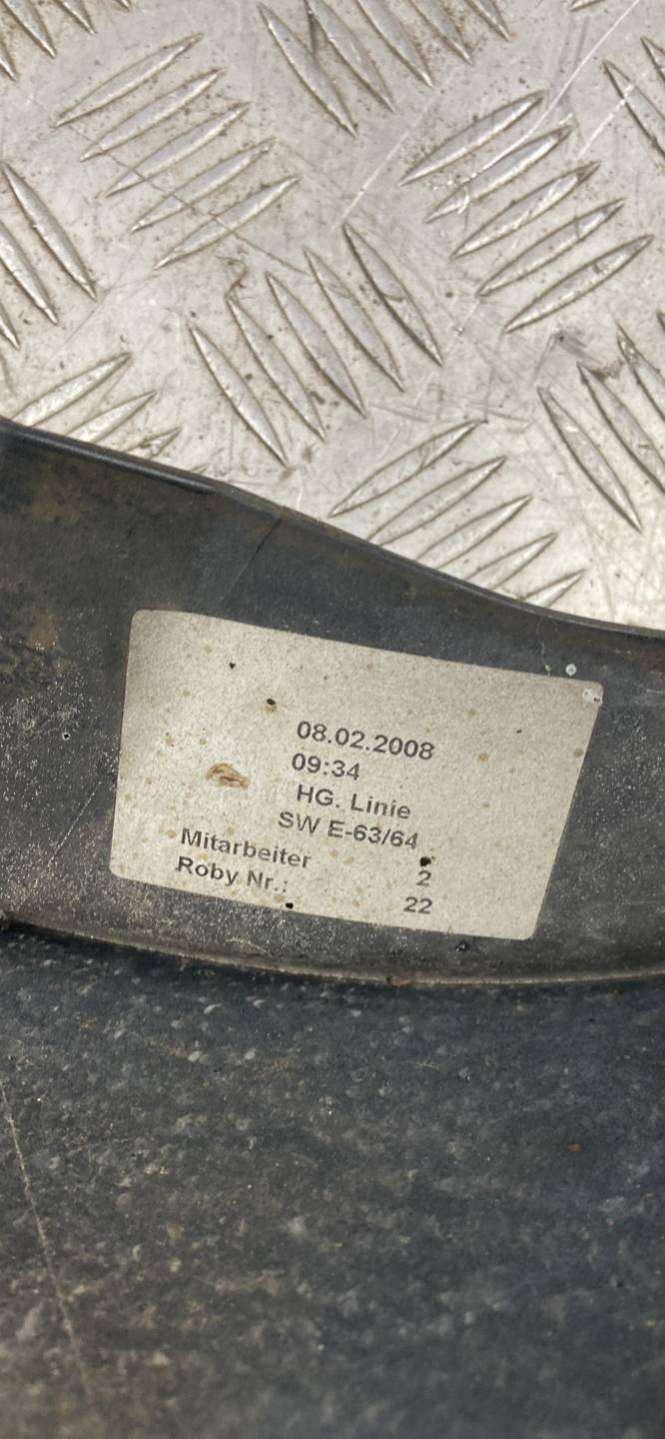 08.02.2008
09:34
HG. Linie
SW E-63/64
Mitarbeiter 2
Roby Nr.: 22